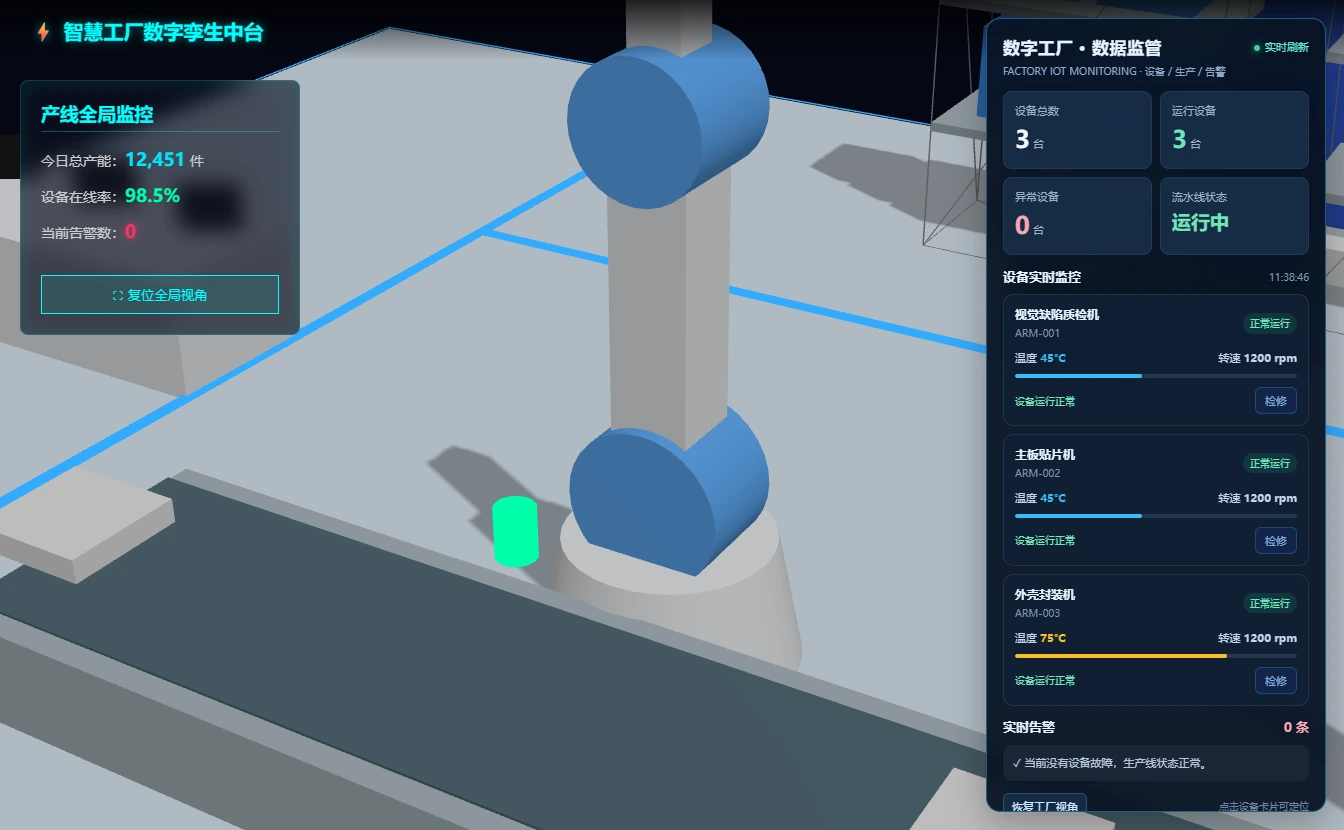 智慧工厂数字孪生中台
产线全局监控
今日总产能: 12,451 件
设备在线率: 98.5%
当前告警数: 0
复位全局视角
数字工厂 • 数据监管
实时刷新
FACTORY IOT MONITORING · 设备 / 生产 / 告警
设备总数
3 台
运行设备
3 台
异常设备
0 台
流水线状态
运行中
设备实时监控
11:38:46
视觉缺陷质检机
正常运行
ARM-001
温度 45°C
转速 1200 rpm
设备运行正常
检修
主板贴片机
正常运行
ARM-002
温度 45°C
转速 1200 rpm
设备运行正常
检修
外壳封装机
正常运行
ARM-003
温度 75°C
转速 1200 rpm
设备运行正常
检修
实时告警
0 条
✓ 当前没有设备故障，生产线状态正常。
恢复工厂视角
点击设备卡片可定位